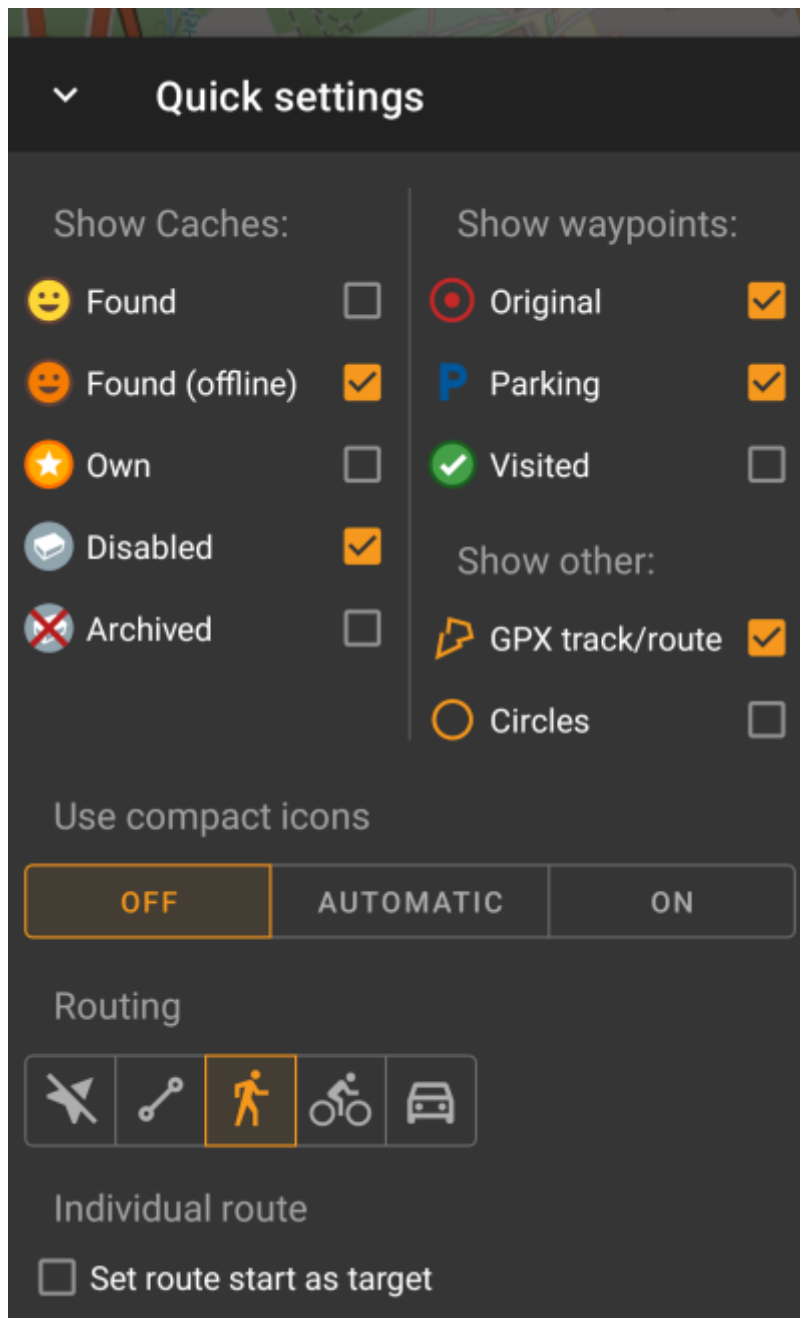 Quick settings
Show Caches:
Found
Found (offline)
Own
Disabled
Archived
Show waypoints:
Original
P Parking
Visited
Show other:
GPX track/route
Circles
Use compact icons
OFF AUTOMATIC ON
Routing
Individual route
Set route start as target